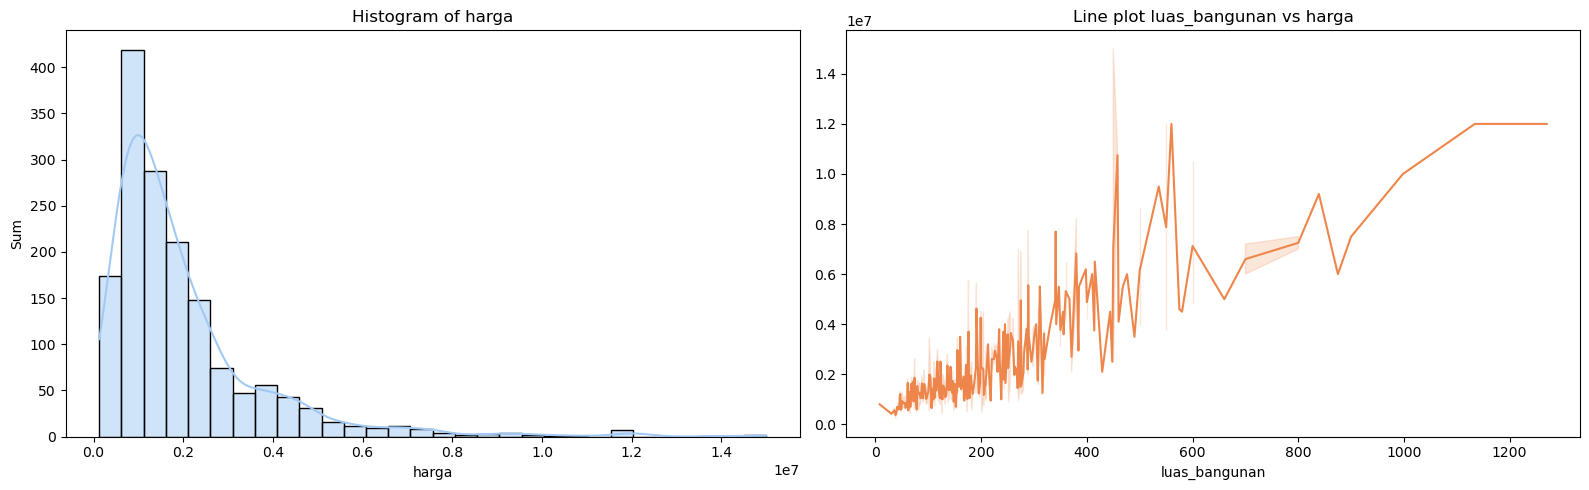 Histogram of harga
400
350
300
250
200
150
100
50
0
Sum
0.0 0.2 0.4 0.6 0.8 1.0 1.2 1.4
1e7
harga
Line plot luas_bangunan vs harga
1e7
1.4
1.2
1.0
0.8
0.6
0.4
0.2
0.0
0 200 400 600 800 1000 1200
luas_bangunan